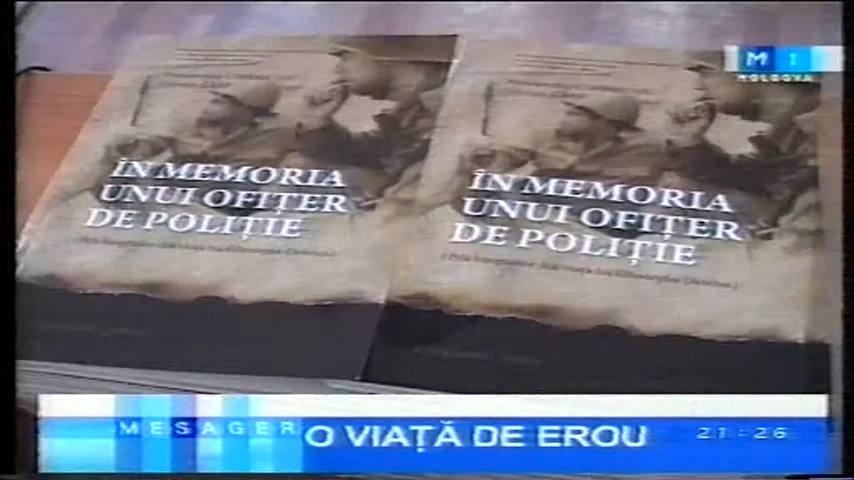 M 1
MOLDOVA
ÎN MEMORIA
UNUI OFIȚER
DE POLIȚIE
ÎN MEMORIA
UNUI OFIȚER
DE POLIȚIE
MESAGER
O VIAȚĂ DE EROU
21:26